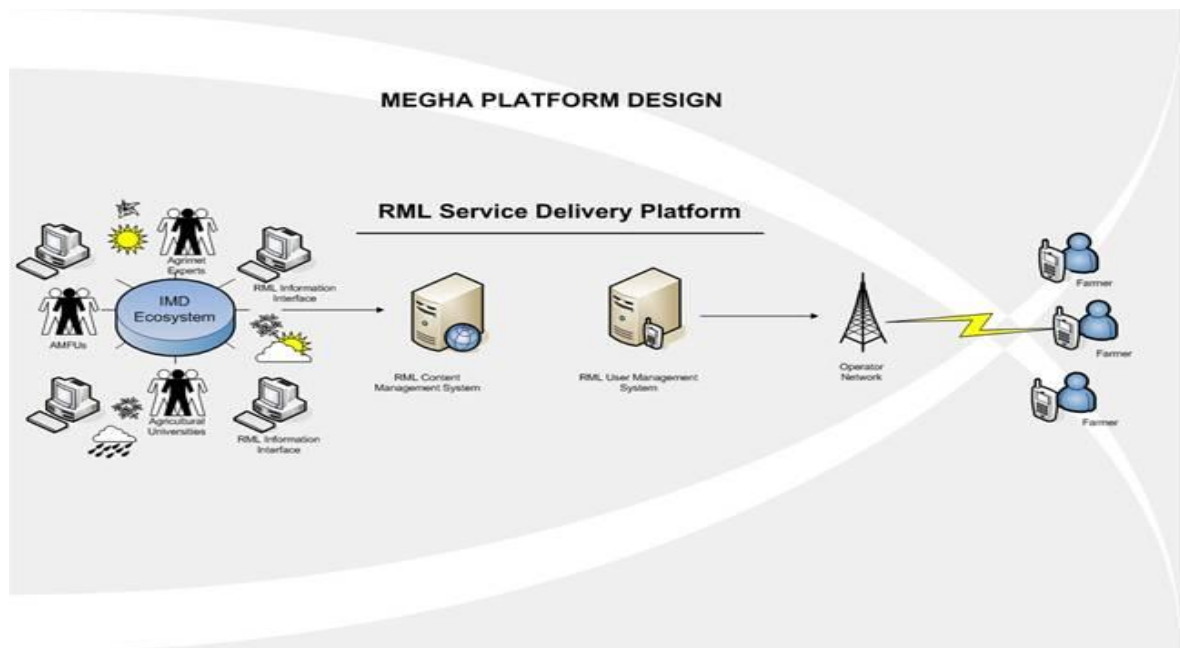 MEGHA PLATFORM DESIGN
RML Service Delivery Platform
Agrimet
Experts
RML Information
Interface
IMD
Ecosystem
AMFUs
Agricultural
Universities
RML Information
Interface
RML Content
Management System
RML User Management
System
Operator
Network
Farmer
Farmer
Farmer